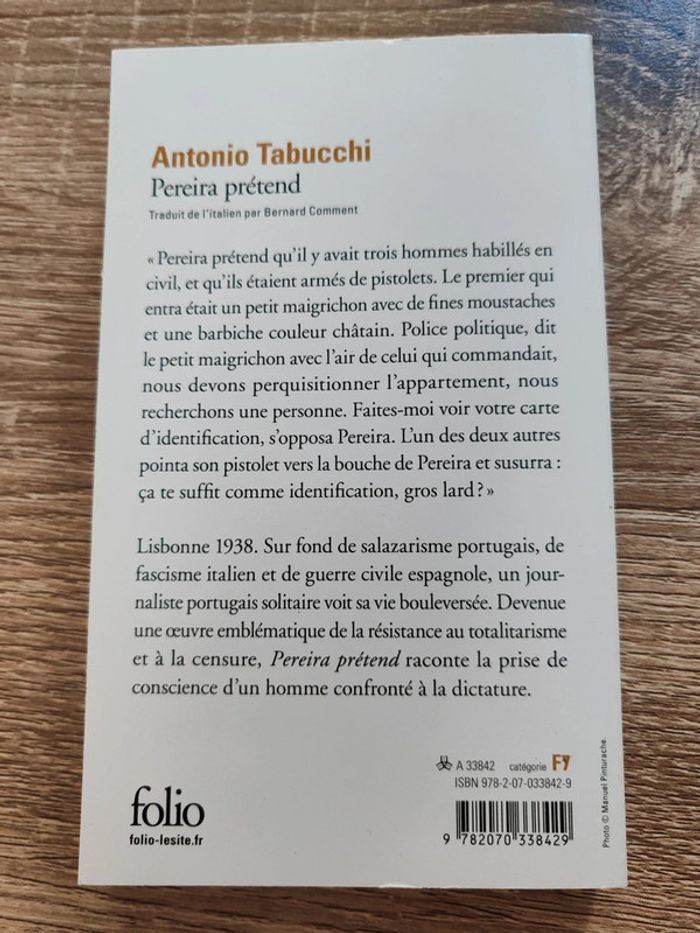 Antonio Tabucchi
Pereira prétend
Traduit de l'italien par Bernard Comment
« Pereira prétend qu'il y avait trois hommes habillés en
civil, et qu'ils étaient armés de pistolets. Le premier qui
entra était un petit maigrichon avec de fines moustaches
et une barbiche couleur châtain. Police politique, dit
le petit maigrichon avec l'air de celui qui commandait,
nous devons perquisitionner l'appartement, nous
recherchons une personne. Faites-moi voir votre carte
d'identification, s'opposa Pereira. L'un des deux autres
pointa son pistolet vers la bouche de Pereira et susurra :
ça te suffit comme identification, gros lard ? »
Lisbonne 1938. Sur fond de salazarisme portugais, de
fascisme italien et de guerre civile espagnole, un jour-
naliste portugais solitaire voit sa vie bouleversée. Devenue
une œuvre emblématique de la résistance au totalitarisme
et à la censure, Pereira prétend raconte la prise de
conscience d'un homme confronté à la dictature.
A 33842 catégorie F7
ISBN 978-2-07-033842-9
folio
folio-lesite.fr
9 782070 338429
Photo © Manuel Pinturache.